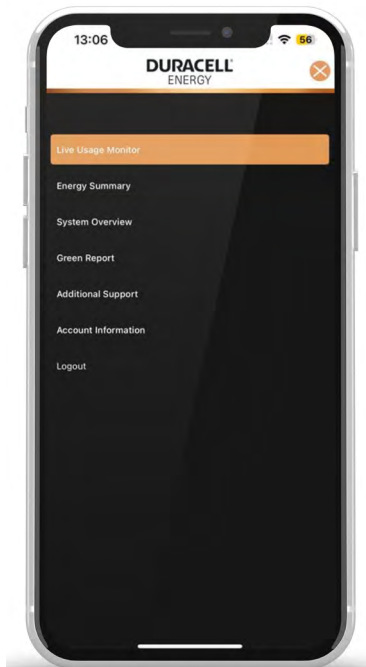 13:06
56
DURACELL
ENERGY
Live Usage Monitor
Energy Summary
System Overview
Green Report
Additional Support
Account Information
Logout